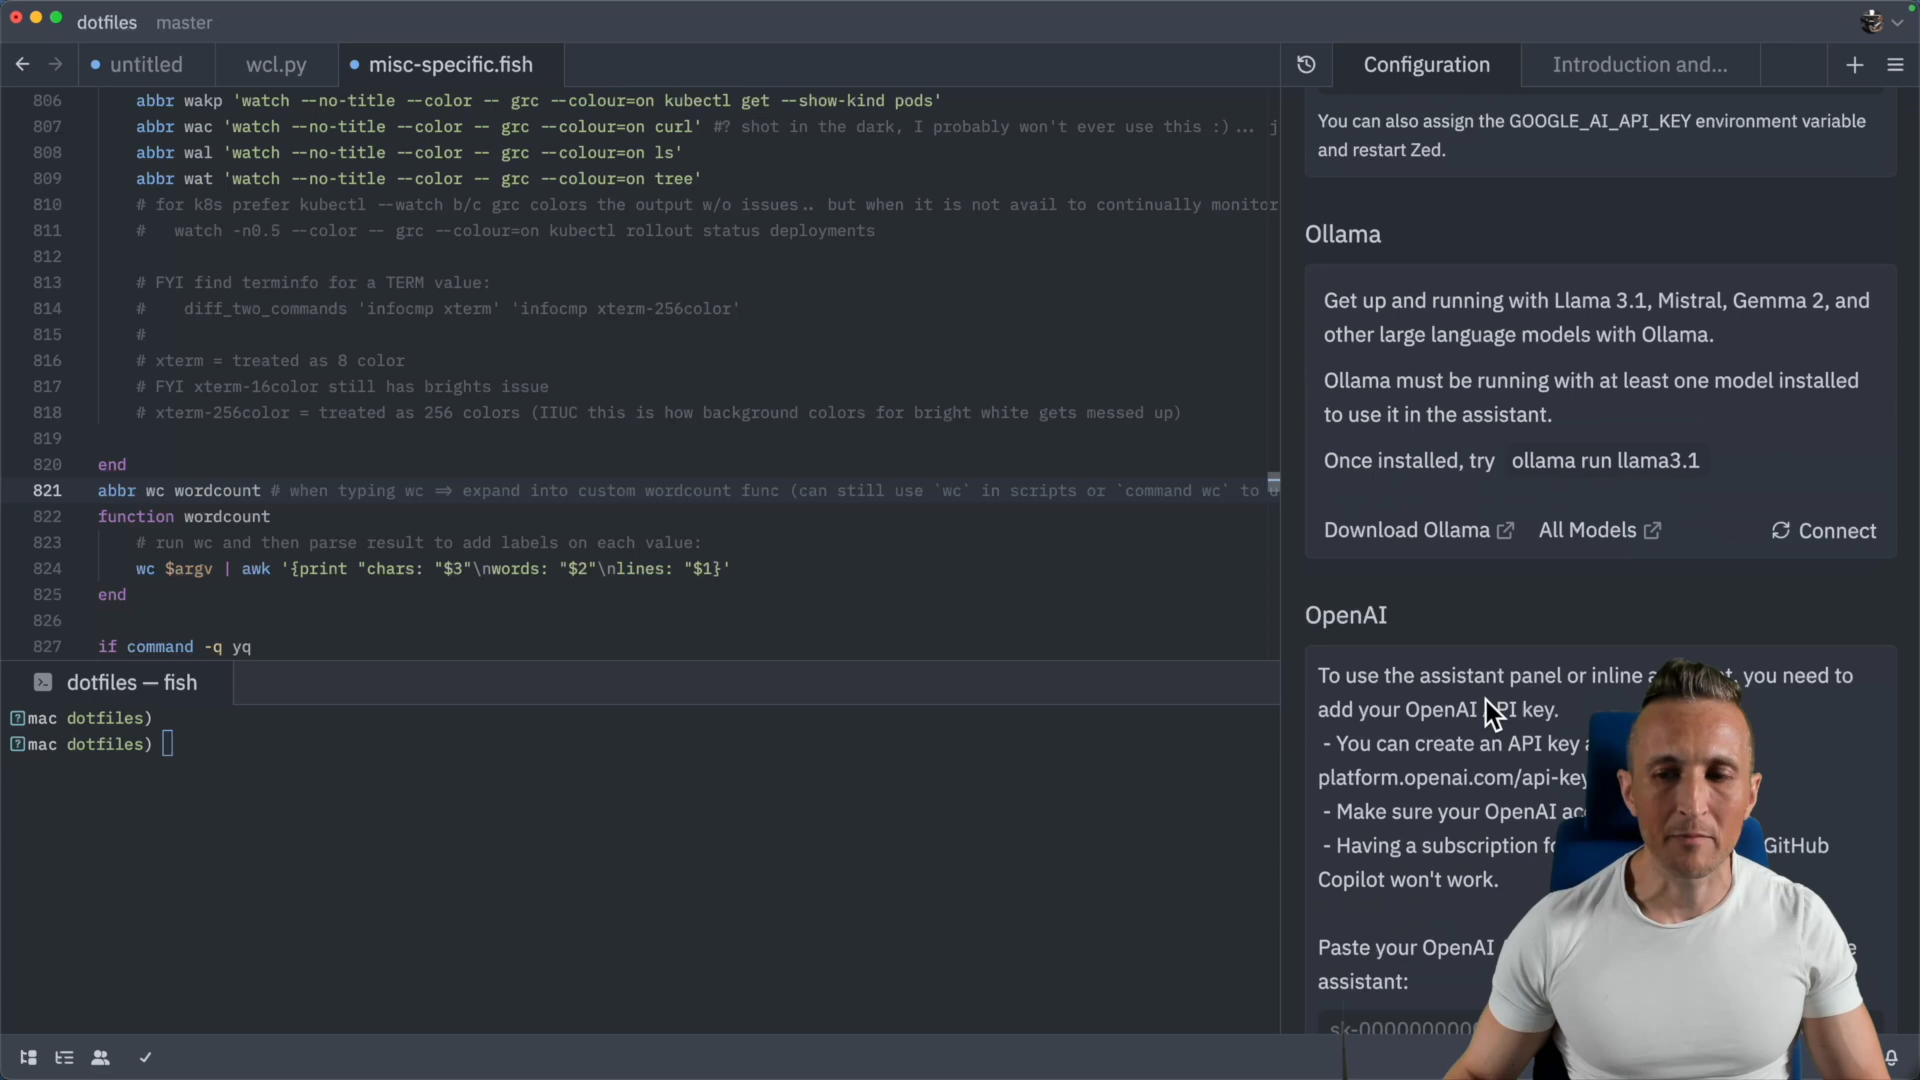 dotfiles master
untitled
wcl.py
misc-specific.fish
Configuration
Introduction and...
806 abbr wakp 'watch --no-title --color -- grc --colour=on kubectl get --show-kind pods'
807 abbr wac 'watch --no-title --color -- grc --colour=on curl' #? shot in the dark, I probably won't ever use this :)... j
808 abbr wal 'watch --no-title --color -- grc --colour=on ls'
809 abbr wat 'watch --no-title --color -- grc --colour=on tree'
810 # for k8s prefer kubectl --watch b/c grc colors the output w/o issues.. but when it is not avail to continually monitor
811 # watch -n0.5 --color -- grc --colour=on kubectl rollout status deployments
812
813 # FYI find terminfo for a TERM value:
814 # diff_two_commands 'infocmp xterm' 'infocmp xterm-256color'
815 #
816 # xterm = treated as 8 color
817 # FYI xterm-16color still has brights issue
818 # xterm-256color = treated as 256 colors (IIUC this is how background colors for bright white gets messed up)
819
820 end
821 abbr wc wordcount # when typing wc => expand into custom wordcount func (can still use `wc` in scripts or `command wc` to
822 function wordcount
823 # run wc and then parse result to add labels on each value:
824 wc $argv | awk '{print "chars: "$3"\nwords: "$2"\nlines: "$1}'
825 end
826
827 if command -q yq
dotfiles — fish
mac dotfiles)
mac dotfiles)
You can also assign the GOOGLE_AI_API_KEY environment variable
and restart Zed.
Ollama
Get up and running with Llama 3.1, Mistral, Gemma 2, and
other large language models with Ollama.
Ollama must be running with at least one model installed
to use it in the assistant.
Once installed, try ollama run llama3.1
Download Ollama
All Models
Connect
OpenAI
To use the assistant panel or inline you need to
add your OpenAI API key.
- You can create an API key
platform.openai.com/api-key
- Make sure your OpenAI
- Having a subscription GitHub
Copilot won't work.
Paste your OpenAI
assistant:
sk-0000000000